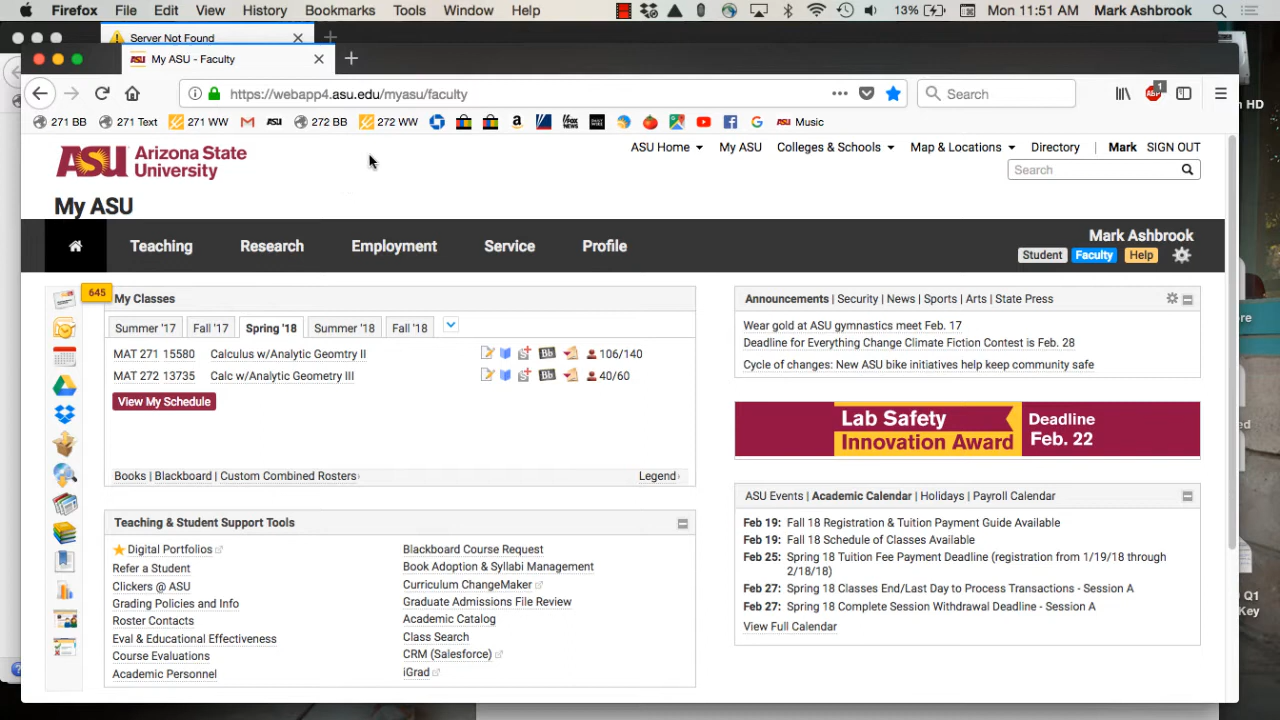 Firefox File Edit View History Bookmarks Tools Window Help 13% Mon 11:51 AM Mark Ashbrook
Server Not Found
My ASU - Faculty
https://webapp4.asu.edu/myasu/faculty Search 1
271 BB 271 Text 271 WW 272 BB 272 WW Music
ASU Arizona State University
ASU Home My ASU Colleges & Schools Map & Locations Directory Mark SIGN OUT
Search
My ASU
Teaching Research Employment Service Profile
Mark Ashbrook
Student Faculty Help
645
My Classes
Summer '17 Fall '17 Spring '18 Summer '18 Fall '18
MAT 271 15580 Calculus w/Analytic Geomtry II Bb 106/140
MAT 272 13735 Calc w/Analytic Geometry III Bb 40/60
View My Schedule
Books | Blackboard | Custom Combined Rosters Legend
Teaching & Student Support Tools
Digital Portfolios
Refer a Student
Clickers @ ASU
Grading Policies and Info
Roster Contacts
Eval & Educational Effectiveness
Course Evaluations
Academic Personnel
Blackboard Course Request
Book Adoption & Syllabi Management
Curriculum ChangeMaker
Graduate Admissions File Review
Academic Catalog
Class Search
CRM (Salesforce)
iGrad
Announcements | Security | News | Sports | Arts | State Press
Wear gold at ASU gymnastics meet Feb. 17
Deadline for Everything Change Climate Fiction Contest is Feb. 28
Cycle of changes: New ASU bike initiatives help keep community safe
Lab Safety
Innovation Award
Deadline
Feb. 22
ASU Events | Academic Calendar | Holidays | Payroll Calendar
Feb 19: Fall 18 Registration & Tuition Payment Guide Available
Feb 19: Fall 18 Schedule of Classes Available
Feb 25: Spring 18 Tuition Fee Payment Deadline (registration from 1/19/18 through
2/18/18)
Feb 27: Spring 18 Classes End/Last Day to Process Transactions - Session A
Feb 27: Spring 18 Complete Session Withdrawal Deadline - Session A
View Full Calendar
HD
Q1
Key